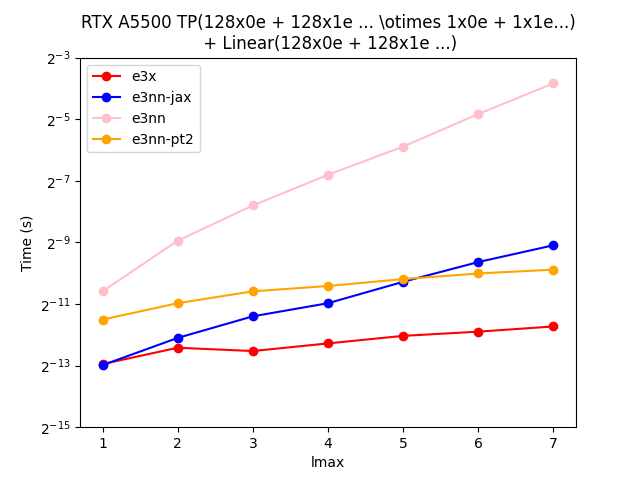 RTX A5500 TP(128x0e + 128x1e ... \otimes 1x0e + 1x1e...)
+ Linear(128x0e + 128x1e ...)
e3x
e3nn-jax
e3nn
e3nn-pt2
Time (s)
2^{-3}
2^{-5}
2^{-7}
2^{-9}
2^{-11}
2^{-13}
2^{-15}
1 2 3 4 5 6 7
lmax